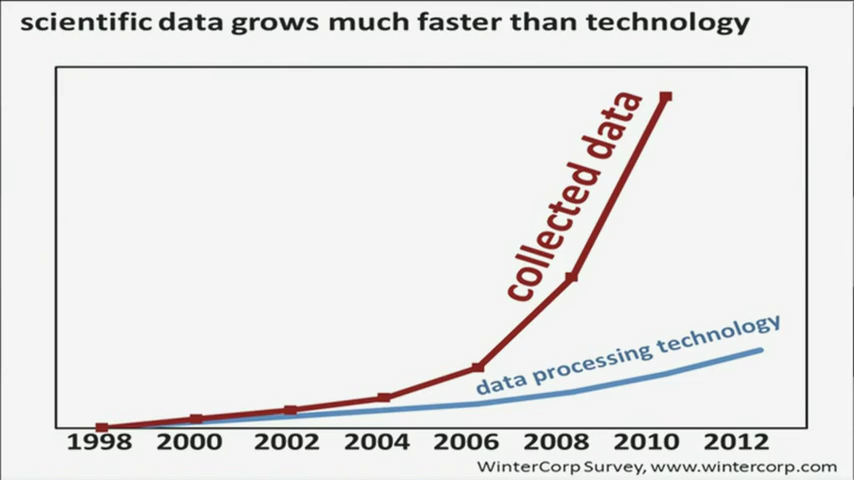 scientific data grows much faster than technology
collected data
data processing technology
1998 2000 2002 2004 2006 2008 2010 2012
WinterCorp Survey, www.wintercorp.com